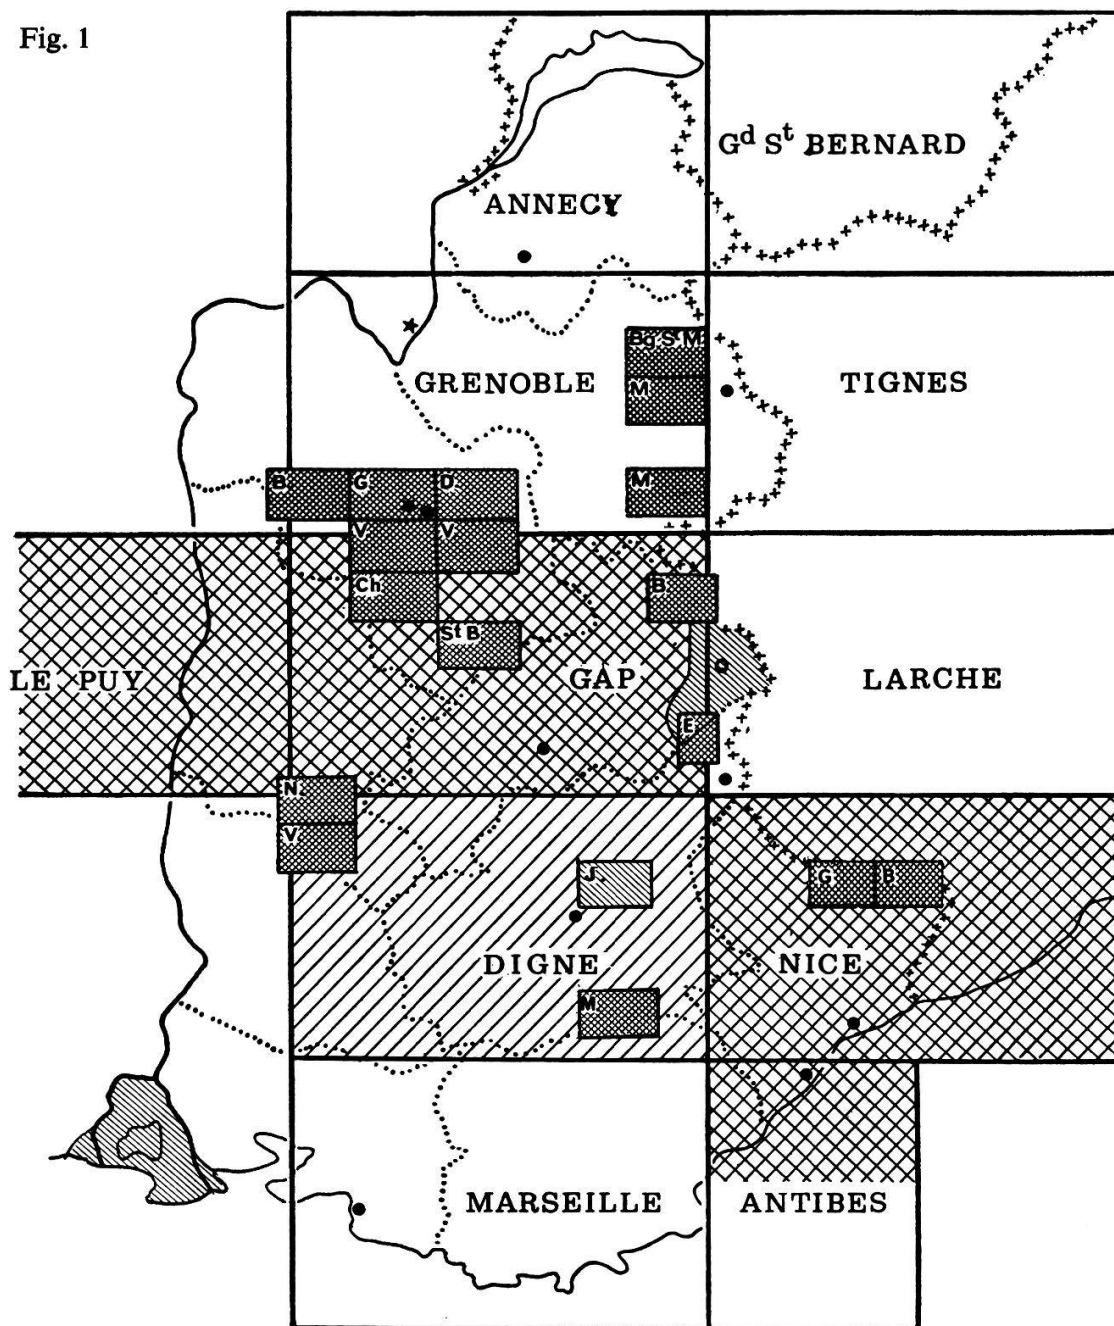 Fig. 1
Gd St BERNARD
ANNECY
Bg St M
GRENOBLE
M
TIGNES
B.
G
D.
M
V
V
Ch
B.
St B
LE PUY
GAP
Q
LARCHE
E
N.
V
J.
G
B
DIGNE
NICE
M
MARSEILLE
ANTIBES